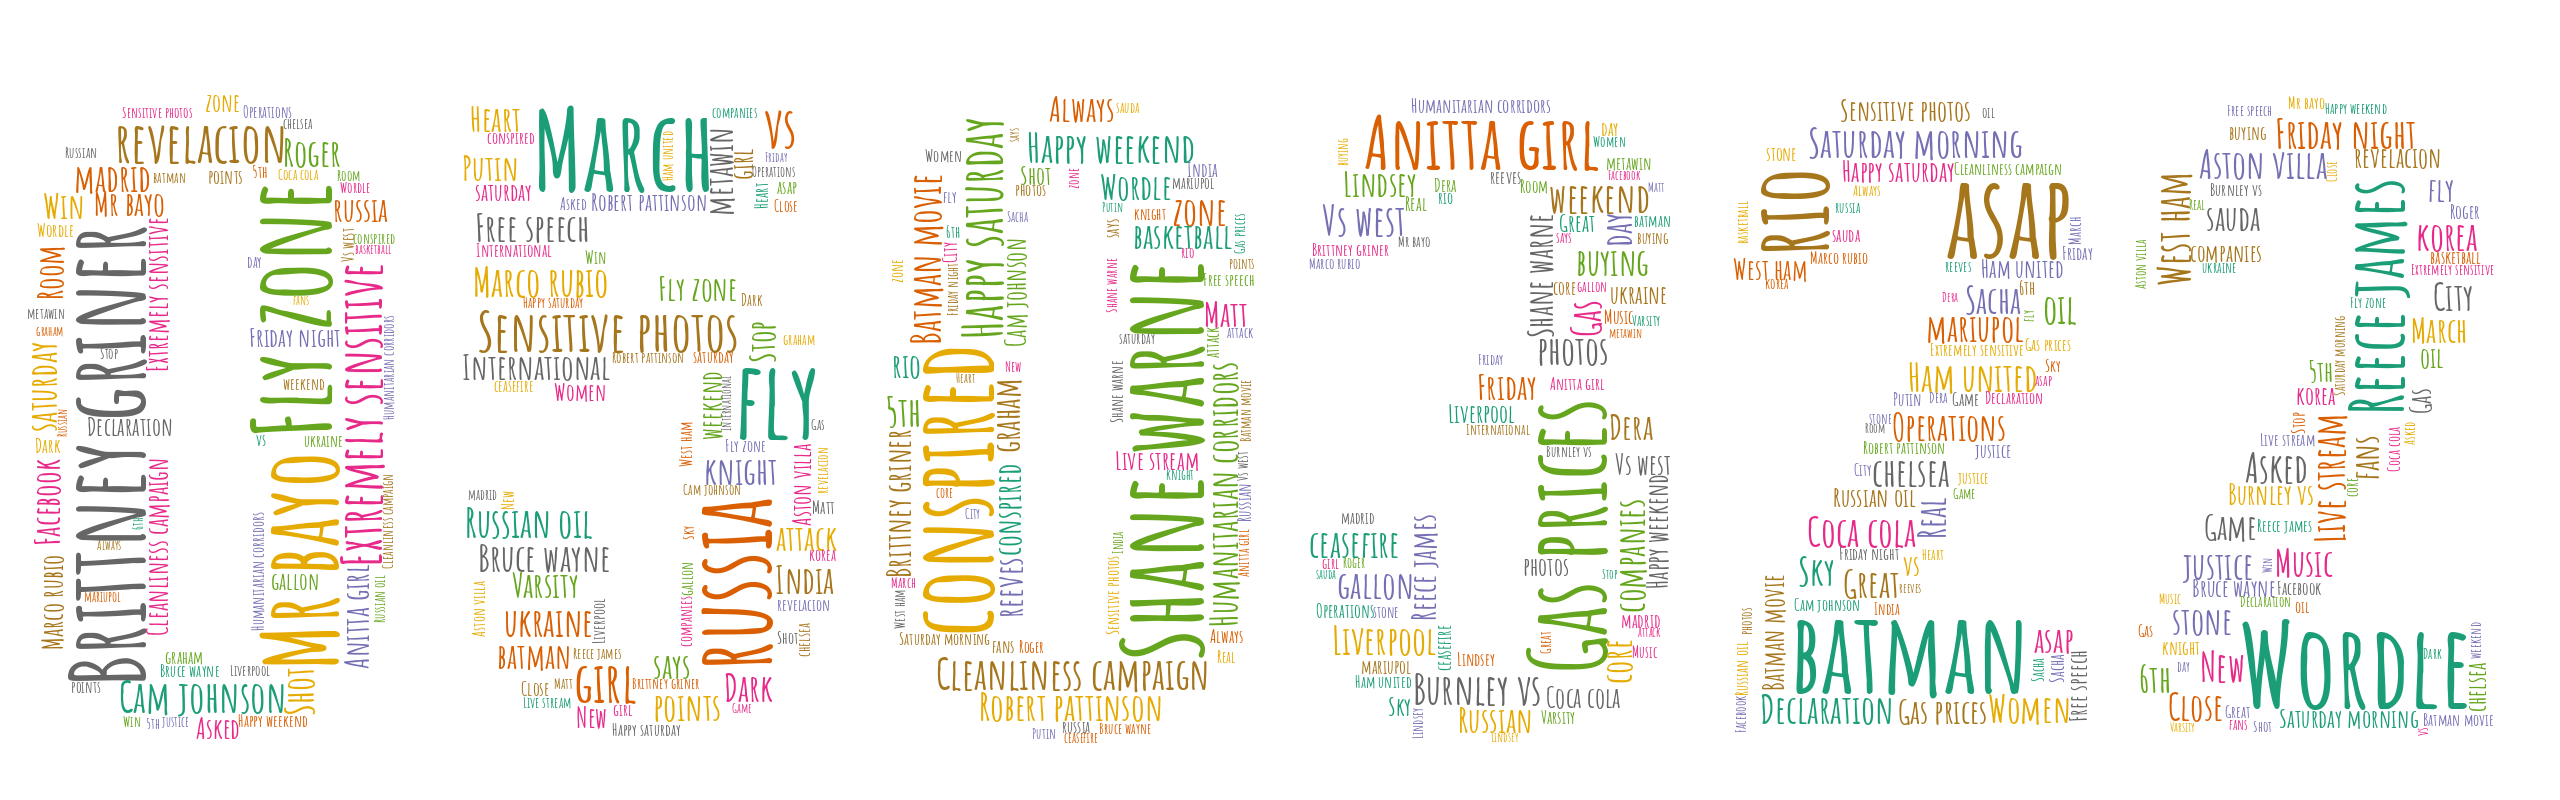 Sensitive photos
zone
Operations
Chelsea
revelacion
Roger
Russian
Madrid
Batman
points
5th
Coca Cola
Room
Wordle
Win
Mr Bayo
Russia
Wordle
Brittney Griner
Extremely sensitive
Fly zone
Vs West
conspired
basketball
Room
day
fans
Metawin
Graham
Stop
Friday night
Extremely sensitive
Humanitarian corridors
Saturday
weekend
Russian
Dark
Declaration
vs
Ukraine
Facebook
Cleanliness campaign
Mr Bayo
Cleanliness campaign
6th
always
Humanitarian corridors
Marco Rubio
Mariupol
gallon
Anitta girl
Russian oil
Graham
Bruce Wayne
Liverpool
points
Cam Johnson
Shot
win
5th
justice
Asked
Happy weekend
Heart
conspired
March
companies
vs
ham united
Metawin
girl
Friday
Operations
Putin
Saturday
Asked
Robert Pattinson
Heart
asap
Close
Free speech
International
Win
Marco Rubio
Happy Saturday
Fly zone
Dark
Sensitive photos
Stop
Graham
International
Robert Pattinson
Saturday
ceasefire
Women
weekend
International
fly
gas
West Ham
Fly zone
knight
Aston Villa
revelacion
Cam Johnson
Madrid
new
Matt
Russian oil
sky
Russia
attack
Korea
Bruce Wayne
Varsity
gallon
India
revelacion
Aston Villa
Ukraine
Liverpool
companies
Shot
Chelsea
Batman
Reece James
says
Close
Matt
girl
Brittney Griner
Dark
Live stream
New
girl
points
game
Happy Saturday
Always
Sauda
says
Women
Happy Saturday
Happy weekend
Shot
photos
zone
India
Wordle
Mariupol
Putin
Batman movie
fly
Sacha
knight
zone
says
basketball
Gas prices
Rio
6th
City
Cam Johnson
zone
Friday night
Shane Warne
points
Free speech
Shane Warne
Matt
attack
Saturday
attack
Rio
Conspired
Heart
new
Graham
Shane Warne
Humanitarian corridors
Batman movie
5th
Brittney Griner
Live stream
knight
Vs West
core
City
conspired
Russian
India
Sensitive photos
Anitta girl
March
Reeves
West Ham
Saturday morning
fans
Roger
Always
Real
Cleanliness campaign
Robert Pattinson
Putin
Russia
ceasefire
Bruce Wayne
Humanitarian corridors
Anitta girl
day
Women
buying
Metawin
Facebook
Lindsey
Dera
Rio
Reeves
room
Matt
Real
weekend
Vs West
Great
says
day
Batman
buying
Mr Bayo
Brittney Griner
Marco Rubio
Shane Warne
buying
core
gallon
Ukraine
Gas
Music
Varsity
Metawin
photos
Friday
Friday
Anitta girl
Liverpool
International
Gas prices
Dera
Burnley vs
Vs West
Happy weekend
companies
Madrid
ceasefire
girl
Roger
Sauda
Reece James
photos
Stop
gallon
Operations
stone
Madrid
attack
Liverpool
ceasefire
Great
core
Music
Mariupol
Lindsey
Ham United
Burnley vs
Coca Cola
Sky
Lindsey
Russian
Varsity
Lindsey
Sensitive photos
oil
Saturday morning
stone
Happy Saturday
Cleanliness campaign
Rio
always
asap
Russia
basketball
Sauda
March
Marco Rubio
Friday
West Ham
Korea
Reeves
Ham United
6th
Dera
Sacha
fly
oil
Mariupol
Extremely sensitive
Gas prices
Sky
Ham United
asap
Putin
Dera
game
Declaration
stone
room
Operations
Robert Pattinson
justice
City
Chelsea
justice
Russian oil
Game
Coca Cola
real
Friday night
Heart
Sky
Great
vs
Reeves
Cam Johnson
India
Batman movie
photos
Batman
asap
Russian oil
Sacha
Sacha
Free speech
Facebook
Declaration
Gas prices
Women
Free speech
Mr Bayo
Happy weekend
buying
Friday night
Aston Villa
Close
revelacion
Burnley vs
West Ham
real
fly
Roger
Sauda
Reece James
Korea
companies
basketball
Ukraine
Extremely sensitive
Aston Villa
City
Fly zone
March
Saturday morning
oil
5th
Korea
Gas
Stop
Live stream
Live stream
fans
Coca Cola
Asked
Asked
core
Burnley vs
Game
Reece James
justice
win
Music
Bruce Wayne
Facebook
Music
Declaration
oil
stone
Gas
Wordle
weekend
knight
Dark
day
New
6th
Chelsea
Close
Great
Saturday morning
Batman movie
Varsity
fans
Shot
vs